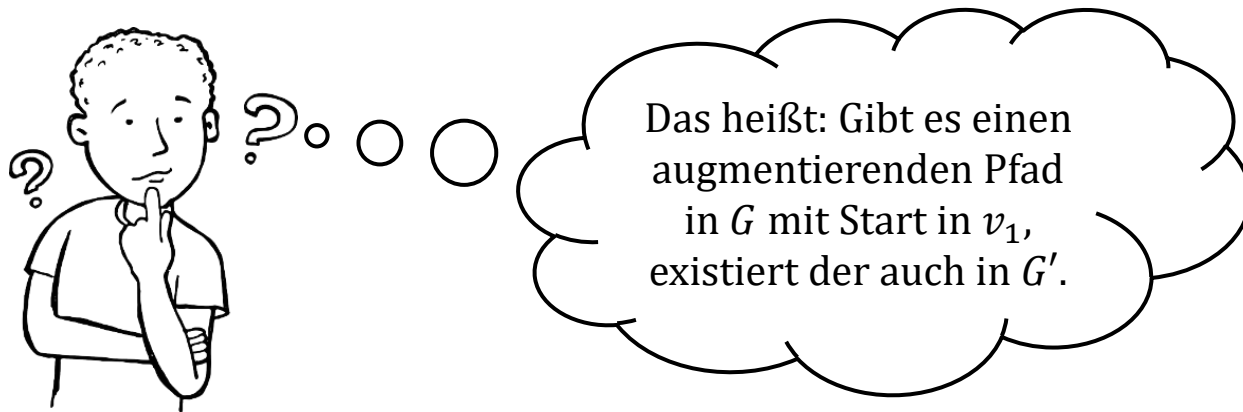 ?
?
Das heißt: Gibt es einen
augmentierenden Pfad
in G mit Start in v₁,
existiert der auch in G′.